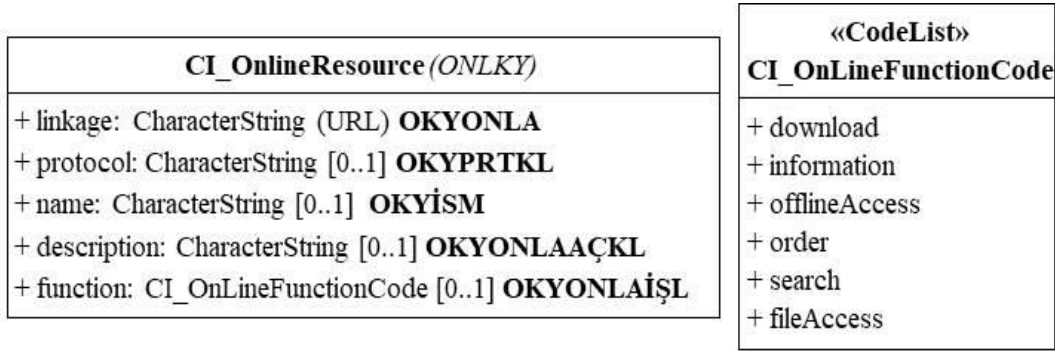 CI_OnlineResource (ONLKY)
+ linkage: CharacterString (URL) OKYONLA
+ protocol: CharacterString [0..1] OKYPRTKL
+ name: CharacterString [0..1] OKYİSM
+ description: CharacterString [0..1] OKYONLAAÇKL
+ function: CI_OnLineFunctionCode [0..1] OKYONLAİŞL
«CodeList»
CI_OnLineFunctionCode
+ download
+ information
+ offlineAccess
+ order
+ search
+ fileAccess